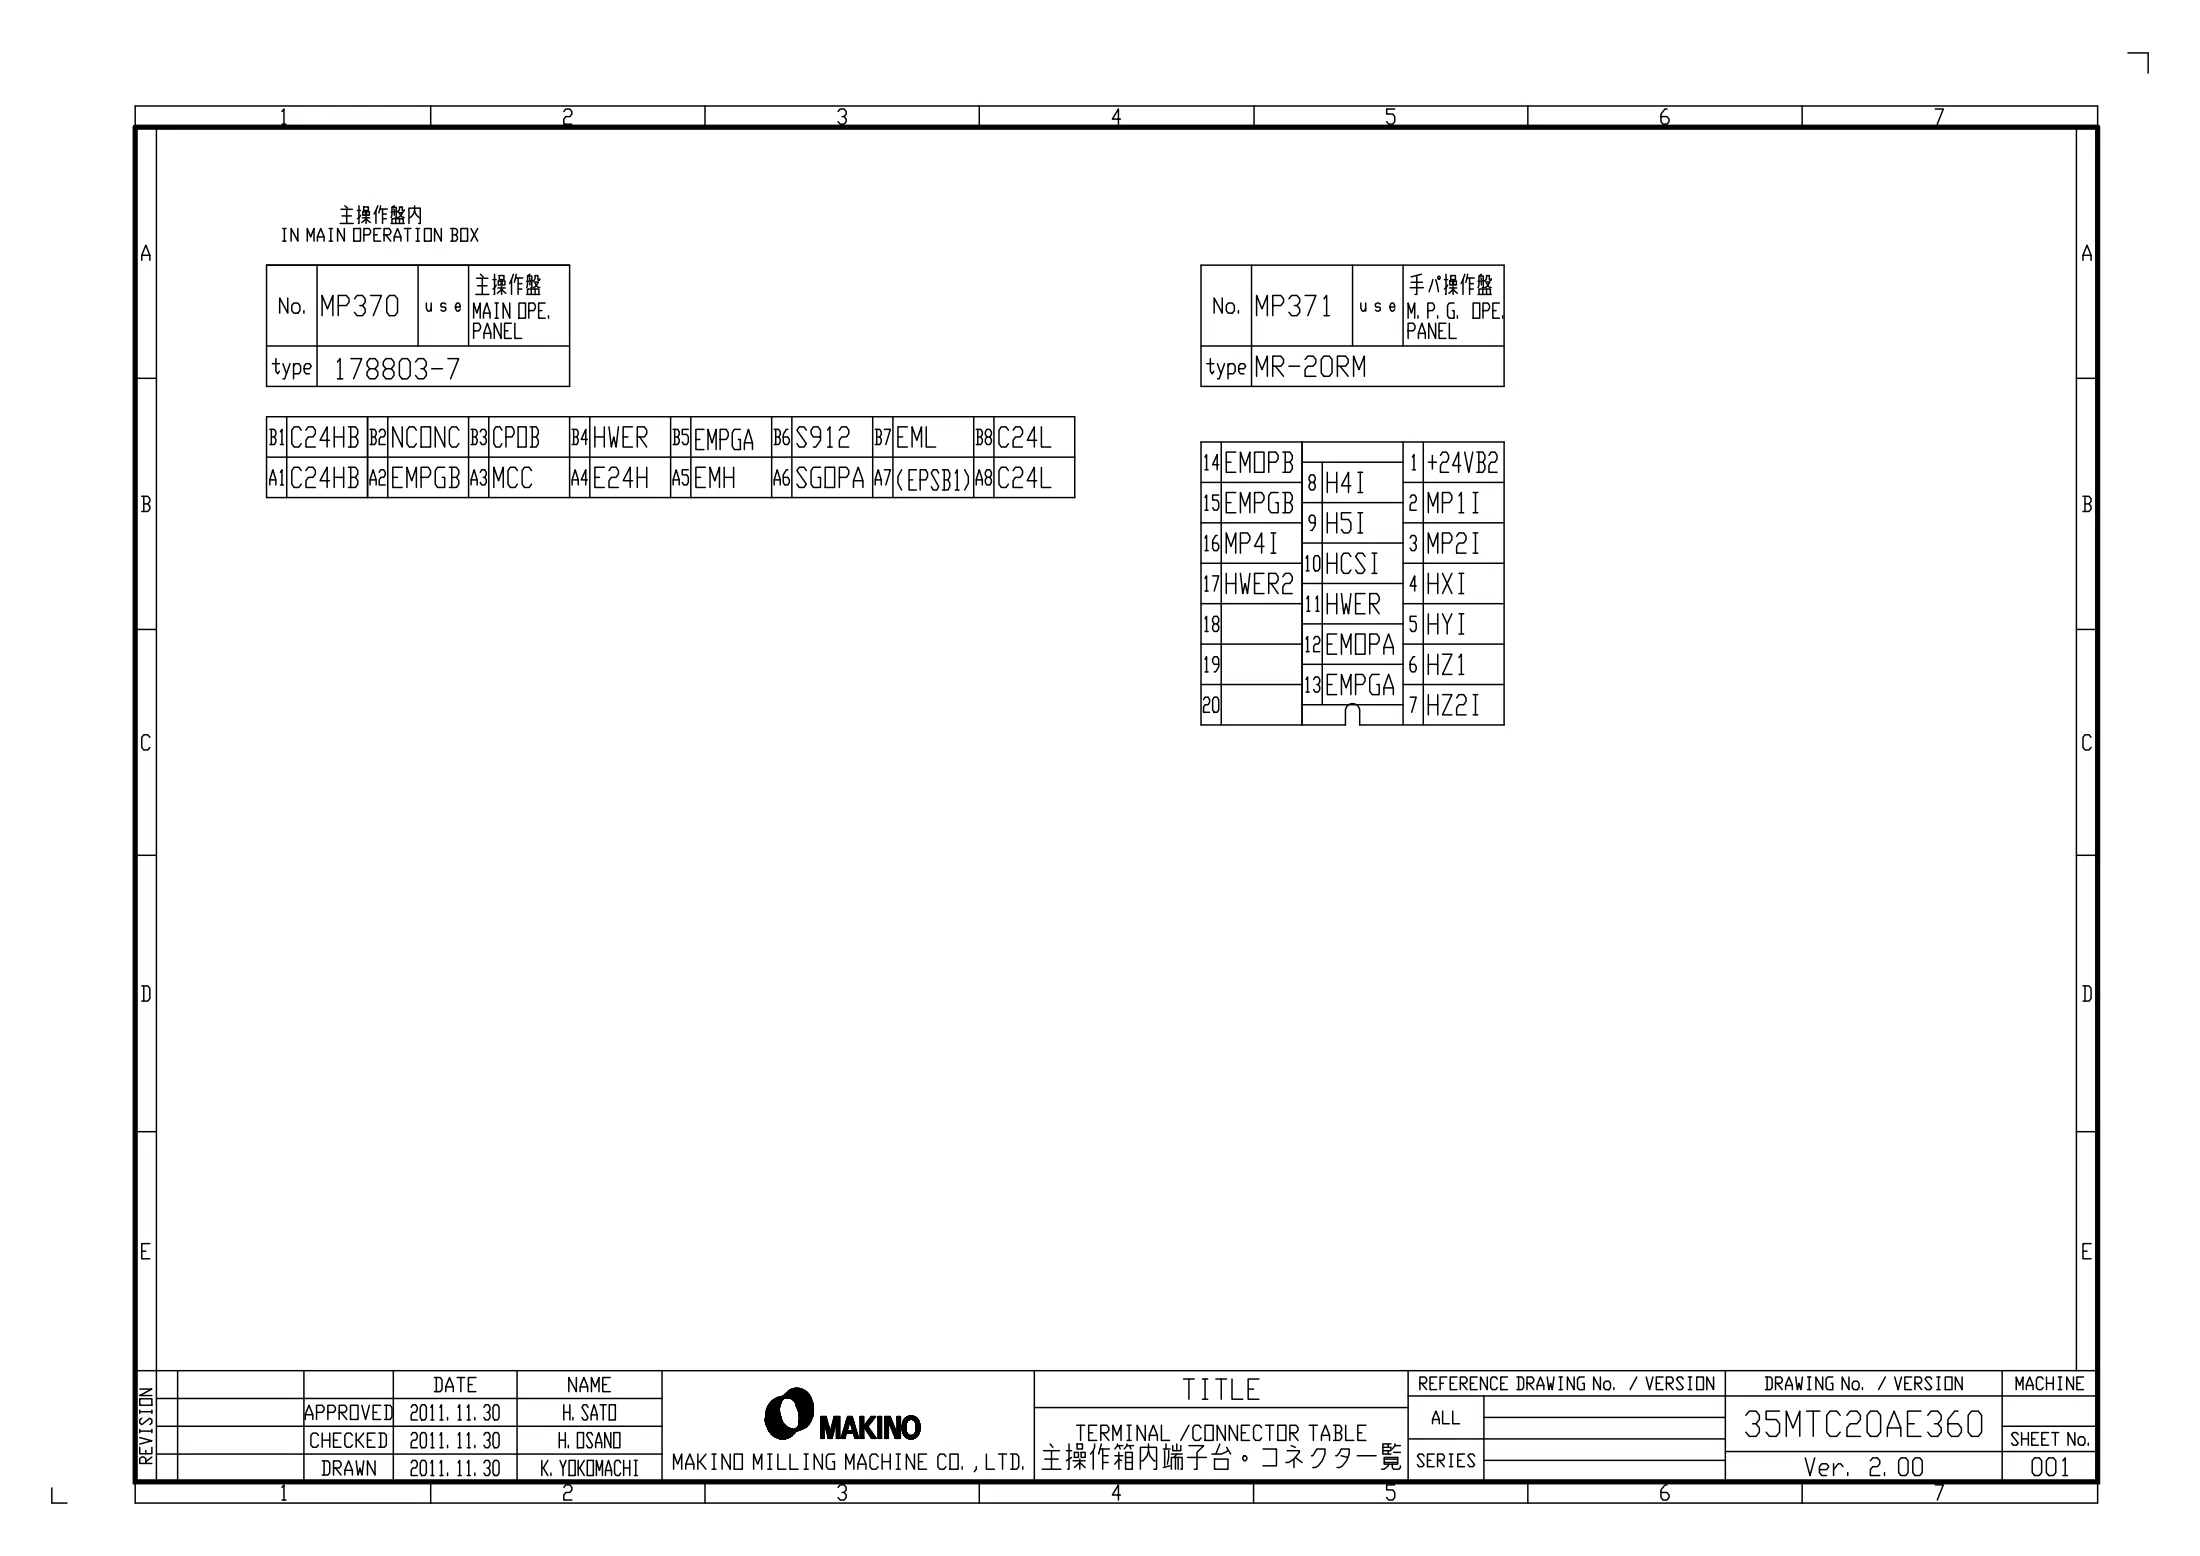 1 2 3 4 5 6 7
主操作盤内
IN MAIN OPERATION BOX
A A
No. MP370 use 主操作盤
MAIN OPE.
PANEL
type 178803-7
No. MP371 use 手パ操作盤
M.P.G. OPE.
PANEL
type MR-20RM
B1 C24HB B2 NCONC B3 CPOB B4 HWER B5 EMPGA B6 S912 B7 EML B8 C24L
A1 C24HB A2 EMPGB A3 MCC A4 E24H A5 EMH A6 SGOPA A7 (EPSB1) A8 C24L
14 EMOPB 1 +24VB2
8 H4I
15 EMPGB 2 MP1I
9 H5I
16 MP4I 3 MP2I
10 HCSI
17 HWER2 4 HXI
11 HWER
18 5 HYI
12 EMOPA
19 6 HZ1
13 EMPGA
20 7 HZ2I
B B
C C
D D
E E
REVISION
DATE NAME
APPROVED 2011.11.30 H. SATO
CHECKED 2011.11.30 H. OSANO
DRAWN 2011.11.30 K. YOKOMACHI
MAKINO
MAKINO MILLING MACHINE CO.,LTD.
TITLE
TERMINAL /CONNECTOR TABLE
主操作箱内端子台。コネクタ一覧
REFERENCE DRAWING No. / VERSION
ALL
SERIES
DRAWING No. / VERSION
35MTC20AE360
Ver. 2.00
MACHINE
SHEET No.
001
1 2 3 4 5 6 7